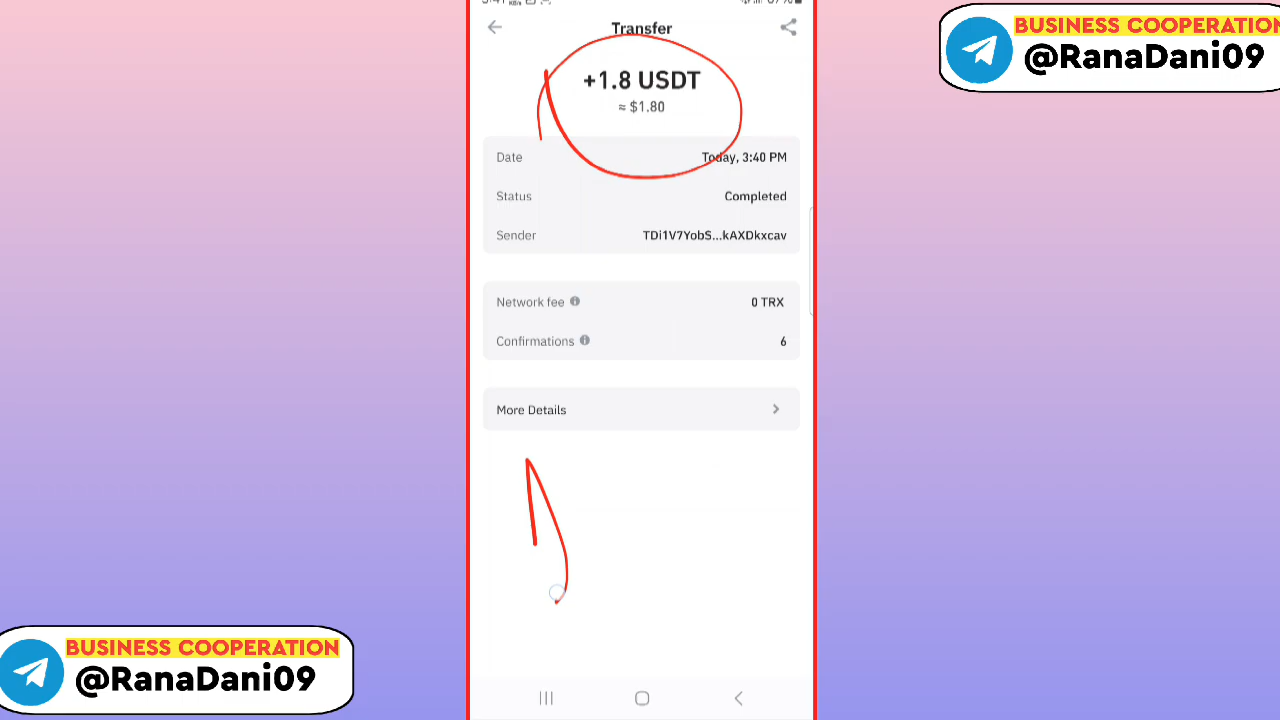 Transfer
+1.8 USDT
≈ $1.80
Date Today, 3:40 PM
Status Completed
Sender TDi1V7YobS...kAXDkxcav
Network fee 0 TRX
Confirmations 6
More Details
BUSINESS COOPERATION
@RanaDani09
BUSINESS COOPERATION
@RanaDani09